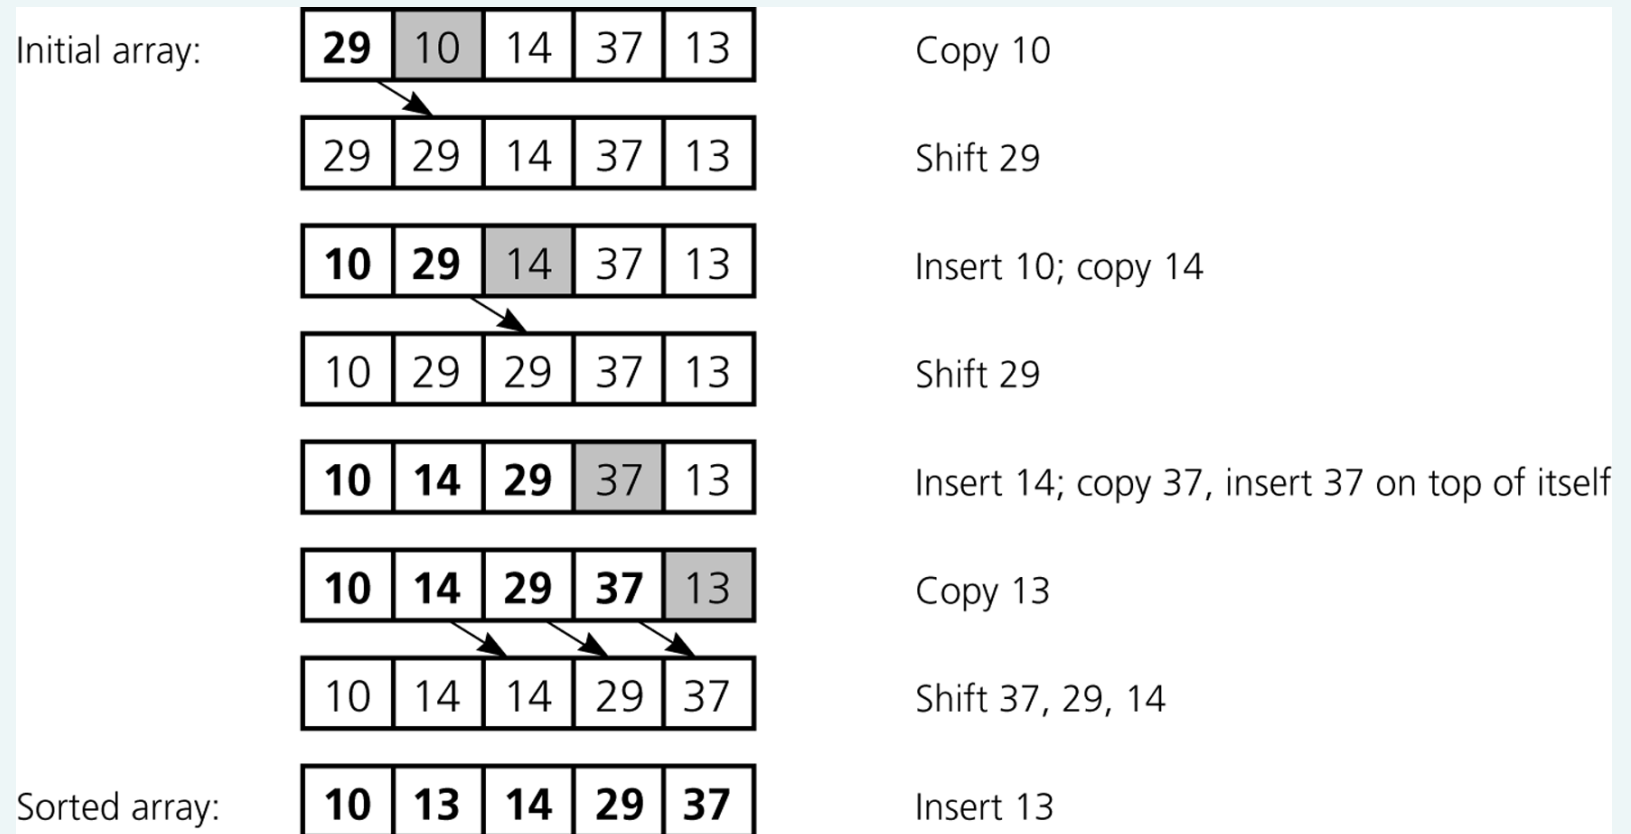 Initial array: 29 10 14 37 13 Copy 10
29 29 14 37 13 Shift 29
10 29 14 37 13 Insert 10; copy 14
10 29 29 37 13 Shift 29
10 14 29 37 13 Insert 14; copy 37, insert 37 on top of itself
10 14 29 37 13 Copy 13
10 14 14 29 37 Shift 37, 29, 14
Sorted array: 10 13 14 29 37 Insert 13